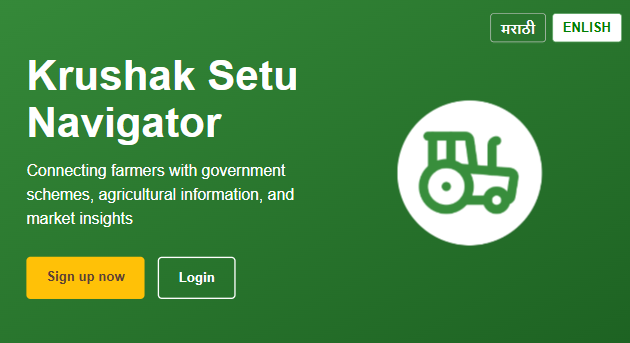 मराठी
ENLISH
Krushak Setu
Navigator
Connecting farmers with government
schemes, agricultural information, and
market insights
Sign up now
Login